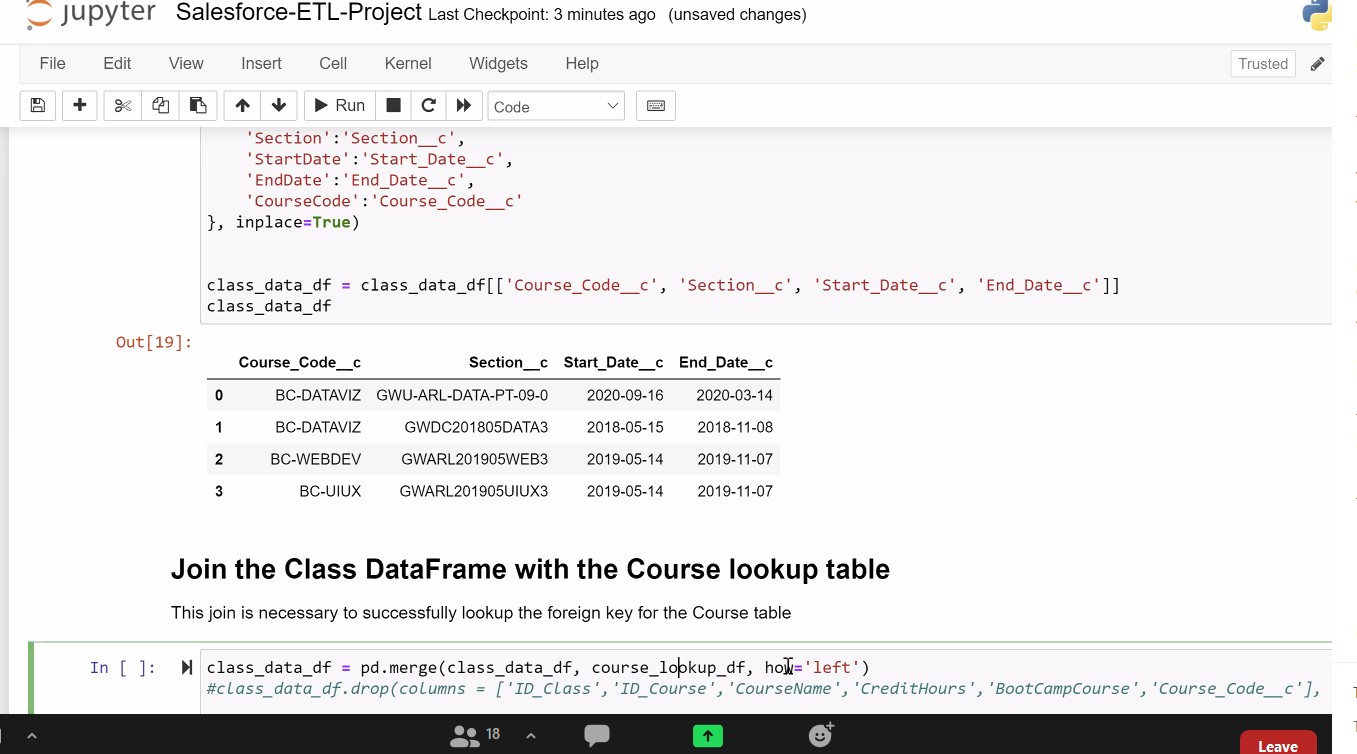 jupyter Salesforce-ETL-Project Last Checkpoint: 3 minutes ago (unsaved changes)
File Edit View Insert Cell Kernel Widgets Help Trusted
Run Code
'Section':'Section__c',
'StartDate':'Start_Date__c',
'EndDate':'End_Date__c',
'CourseCode':'Course_Code__c'
}, inplace=True)
class_data_df = class_data_df[['Course_Code__c', 'Section__c', 'Start_Date__c', 'End_Date__c']]
class_data_df
Out[19]:
Course_Code__c Section__c Start_Date__c End_Date__c
0 BC-DATAVIZ GWU-ARL-DATA-PT-09-0 2020-09-16 2020-03-14
1 BC-DATAVIZ GWDC201805DATA3 2018-05-15 2018-11-08
2 BC-WEBDEV GWARL201905WEB3 2019-05-14 2019-11-07
3 BC-UIUX GWARL201905UIUX3 2019-05-14 2019-11-07
Join the Class DataFrame with the Course lookup table
This join is necessary to successfully lookup the foreign key for the Course table
In [ ]: class_data_df = pd.merge(class_data_df, course_lookup_df, how='left')
#class_data_df.drop(columns = ['ID_Class','ID_Course','CourseName','CreditHours','BootCampCourse','Course_Code__c'],
18
Leave